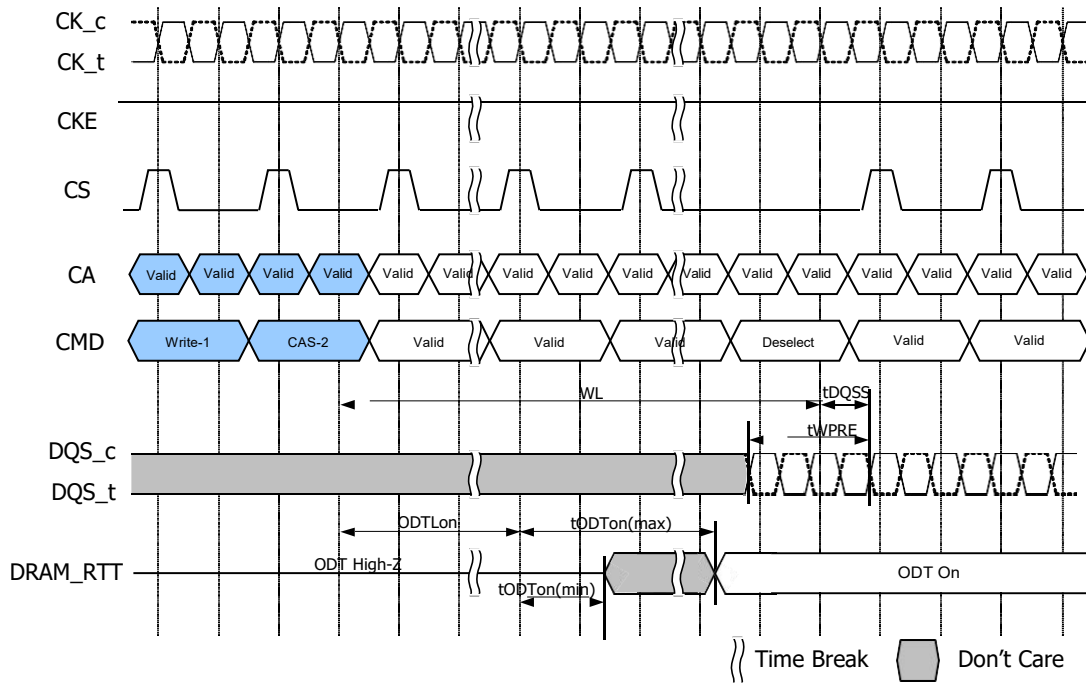 CK_c
CK_t
CKE
CS
CA Valid Valid Valid Valid Valid Valid Valid Valid Valid Valid Valid Valid Valid Valid Valid Valid
CMD Write-1 CAS-2 Valid Valid Valid Deselect Valid Valid
WL tDQSS
tWPRE
DQS_c
DQS_t
ODTLon tODTon(max)
DRAM_RTT ODT High-Z ODT On
tODTon(min)
Time Break Don't Care